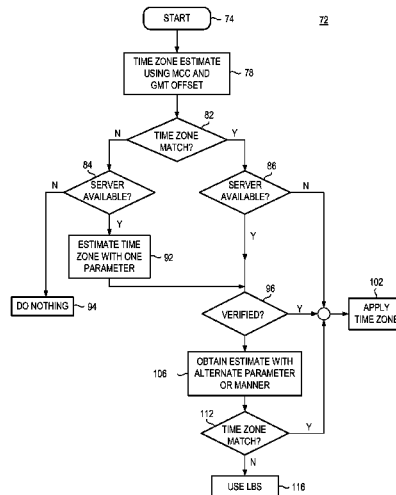 START
74
72
TIME ZONE ESTIMATE
USING MCC AND
GMT OFFSET
78
82
N
TIME ZONE
MATCH?
Y
84
86
N
SERVER
AVAILABLE?
SERVER
AVAILABLE?
N
Y
ESTIMATE TIME
ZONE WITH ONE
PARAMETER
92
Y
DO NOTHING
94
96
VERIFIED?
Y
102
APPLY
TIME ZONE
106
OBTAIN ESTIMATE WITH
ALTERNATE PARAMETER
OR MANNER
112
TIME ZONE
MATCH?
Y
N
USE LBS
116